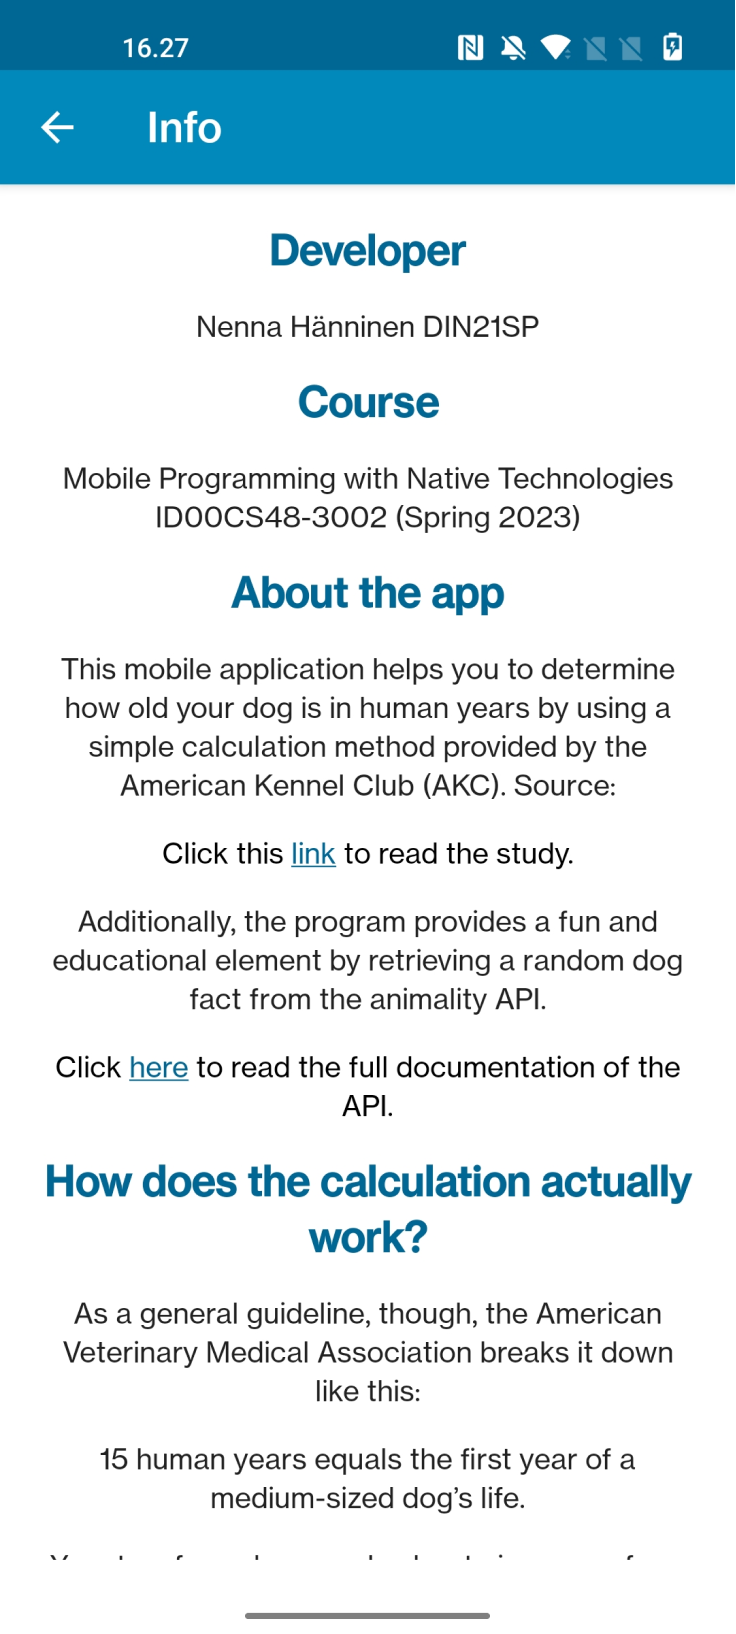 16.27
Info
Developer
Nenna Hänninen DIN21SP
Course
Mobile Programming with Native Technologies
ID00CS48-3002 (Spring 2023)
About the app
This mobile application helps you to determine
how old your dog is in human years by using a
simple calculation method provided by the
American Kennel Club (AKC). Source:
Click this link to read the study.
Additionally, the program provides a fun and
educational element by retrieving a random dog
fact from the animality API.
Click here to read the full documentation of the
API.
How does the calculation actually
work?
As a general guideline, though, the American
Veterinary Medical Association breaks it down
like this:
15 human years equals the first year of a
medium-sized dog’s life.